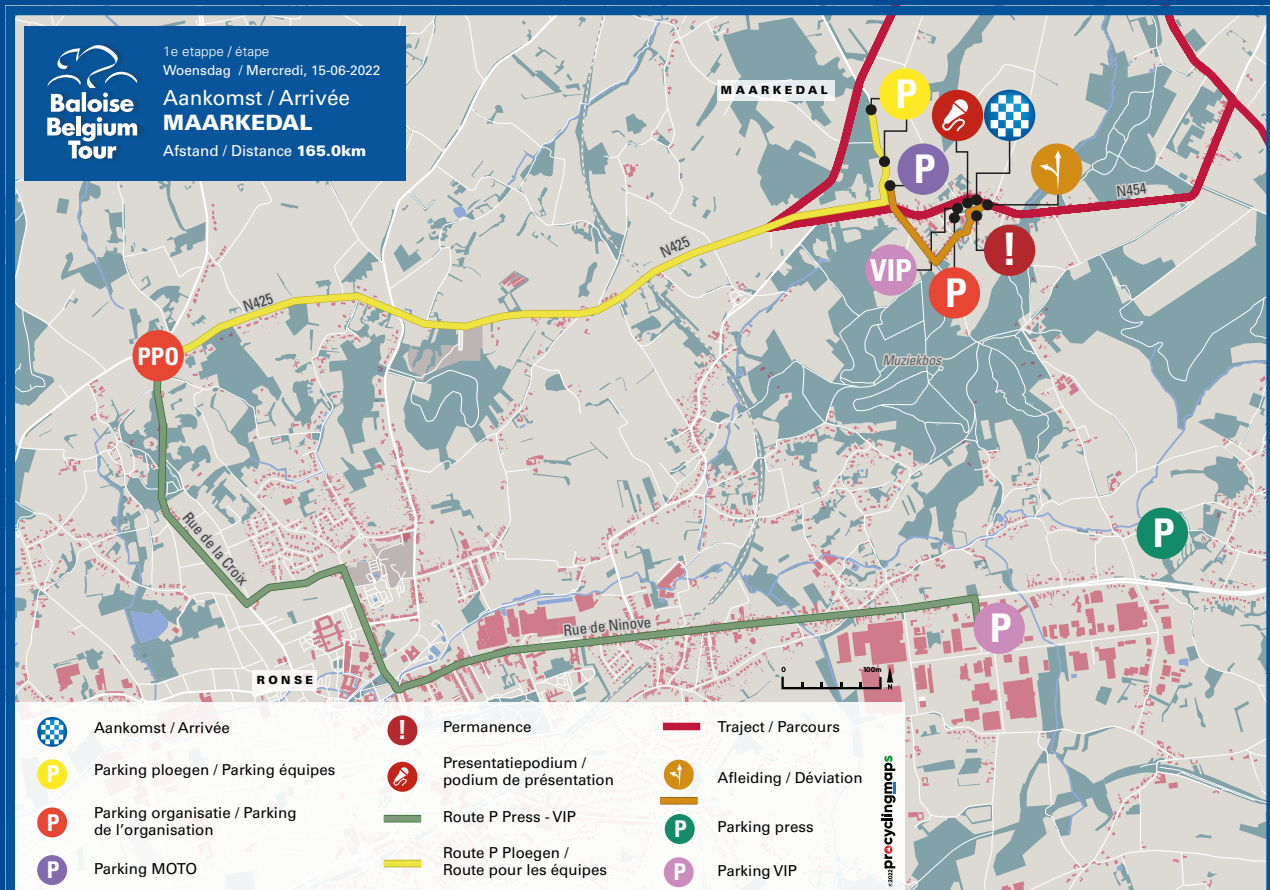 Baloise
Belgium
Tour
1e etappe / étape
Woensdag / Mercredi, 15-06-2022
Aankomst / Arrivée
MAARKEDAL
Afstand / Distance 165.0km
MAARKEDAL
P
P
N454
VIP
!
P
N425
N425
PPO
Muziekbos
Rue de la Croix
P
Rue de Ninove
P
0 100m
N
RONSE
Aankomst / Arrivée
P Parking ploegen / Parking équipes
P Parking organisatie / Parking
de l'organisation
P Parking MOTO
! Permanence
Presentatiepodium /
podium de présentation
Route P Press - VIP
Route P Ploegen /
Route pour les équipes
Traject / Parcours
Afleiding / Déviation
P Parking press
P Parking VIP
©2022 procyclingmaps